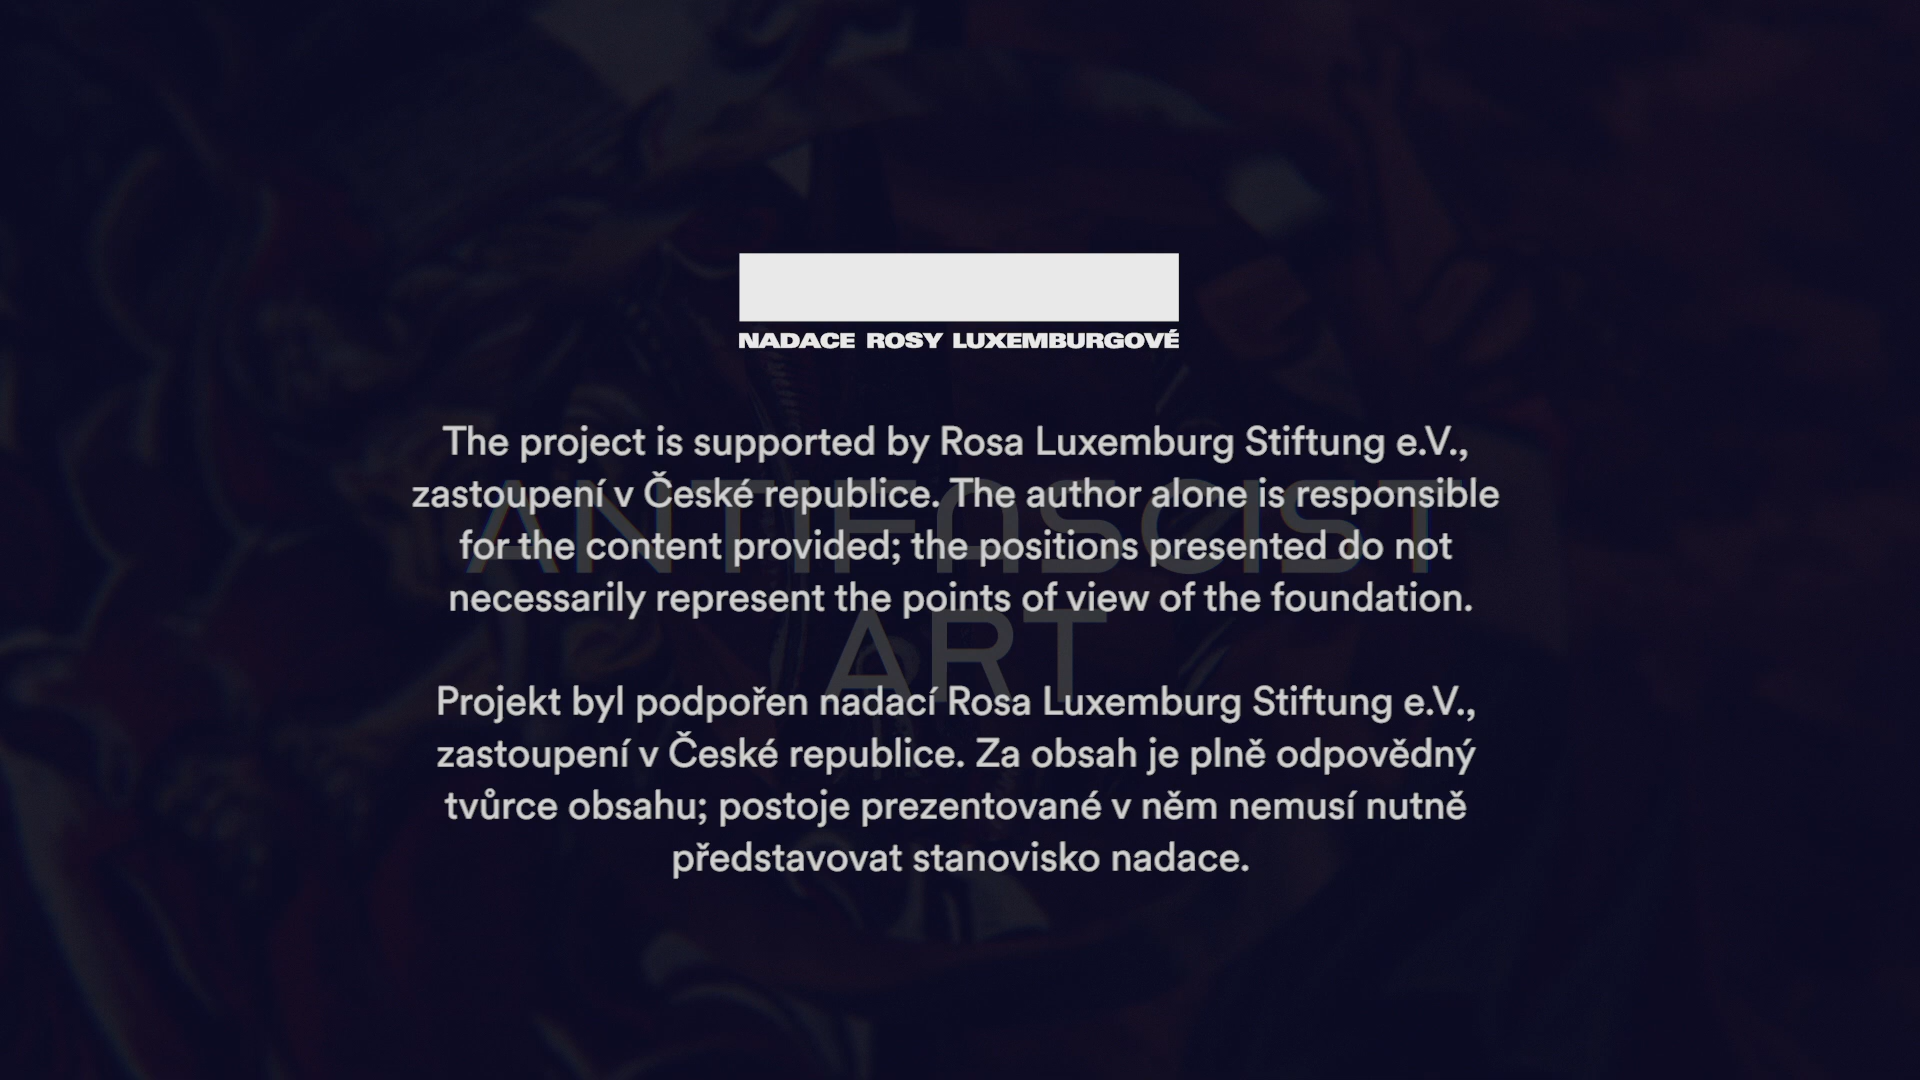 NADACE ROSY LUXEMBURGOVÉ
The project is supported by Rosa Luxemburg Stiftung e.V.,
zastoupení v České republice. The author alone is responsible
for the content provided; the positions presented do not
necessarily represent the points of view of the foundation.
ANTIFASCIST
ART
Projekt byl podpořen nadací Rosa Luxemburg Stiftung e.V.,
zastoupení v České republice. Za obsah je plně odpovědný
tvůrce obsahu; postoje prezentované v něm nemusí nutně
představovat stanovisko nadace.